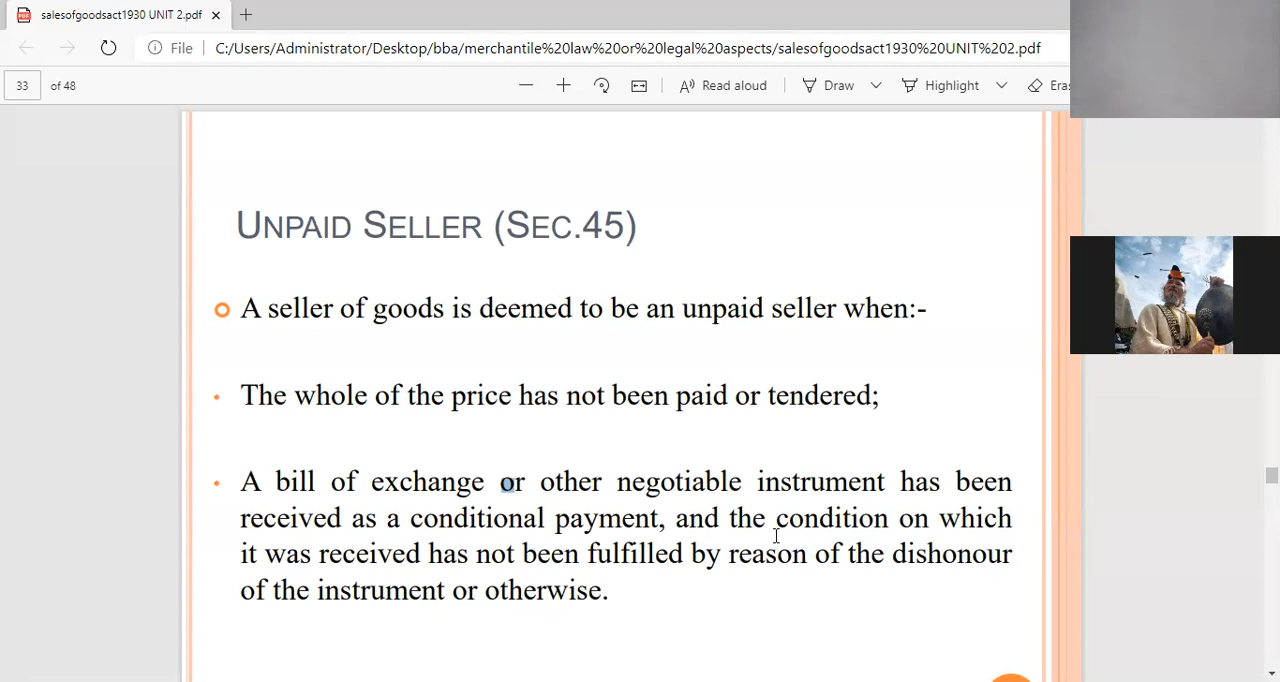 salesofgoodsact1930 UNIT 2.pdf
File
C:/Users/Administrator/Desktop/bba/merchantile%20law%20or%20legal%20aspects/salesofgoodsact1930%20UNIT%202.pdf
33 of 48
Read aloud
Draw
Highlight
Eras
UNPAID SELLER (SEC.45)
A seller of goods is deemed to be an unpaid seller when:-
The whole of the price has not been paid or tendered;
A bill of exchange or other negotiable instrument has been
received as a conditional payment, and the condition on which
it was received has not been fulfilled by reason of the dishonour
of the instrument or otherwise.